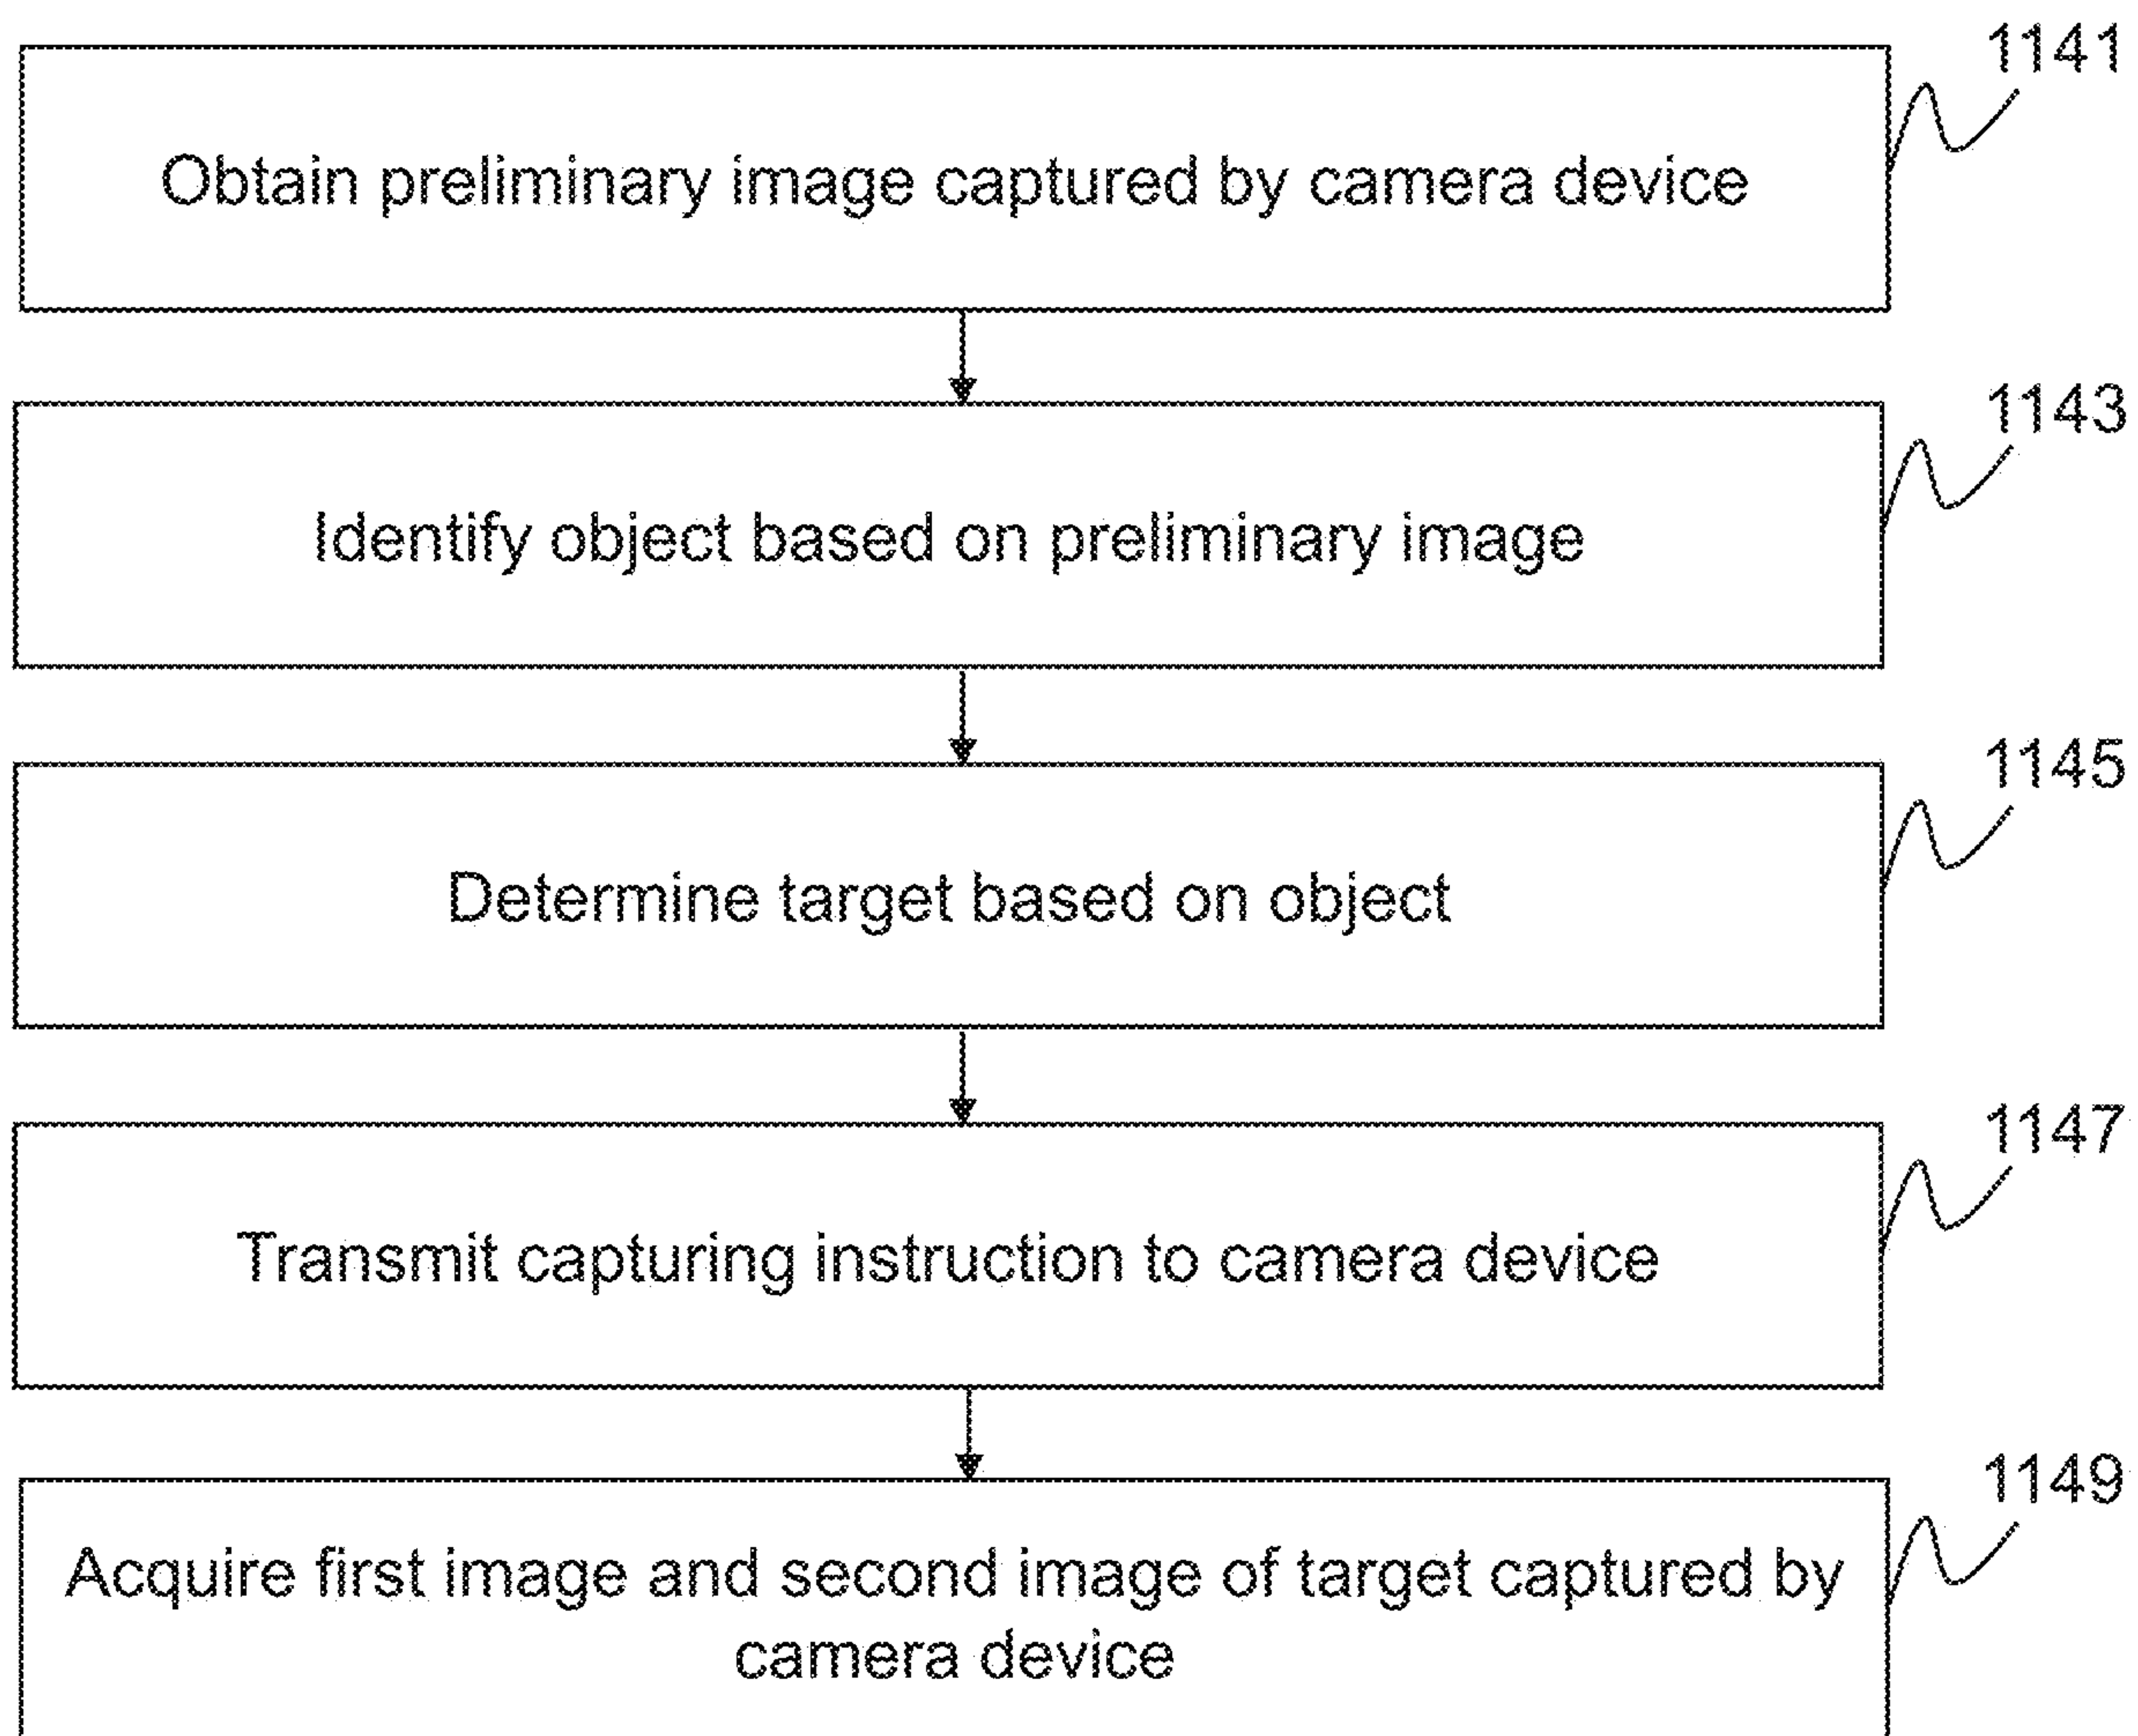 1141
Obtain preliminary image captured by camera device
1143
Identify object based on preliminary image
1145
Determine target based on object
1147
Transmit capturing instruction to camera device
1149
Acquire first image and second image of target captured by
camera device